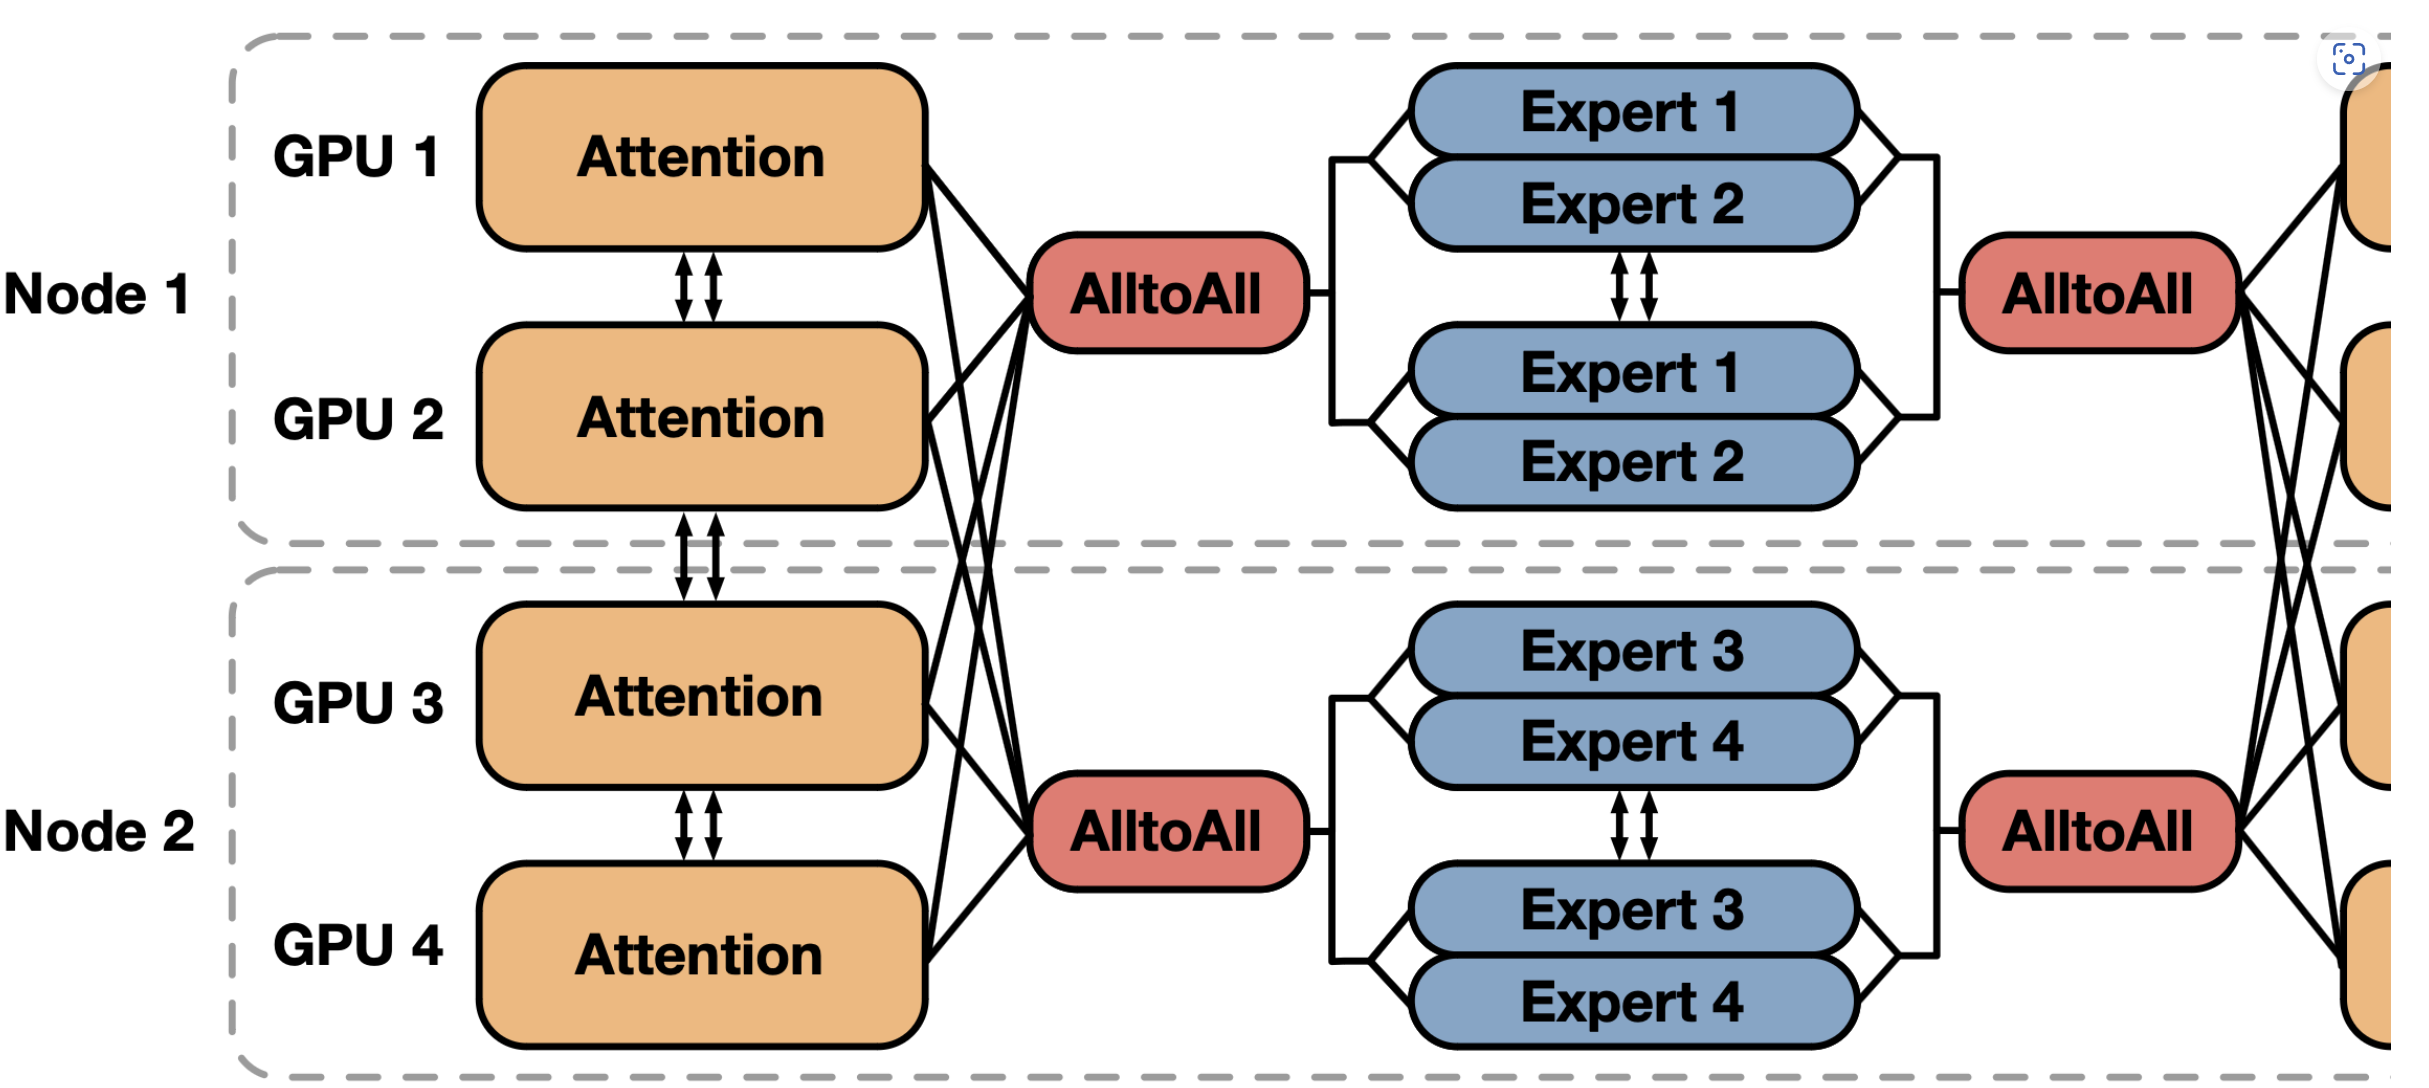 GPU 1
Attention
Expert 1
Expert 2
Node 1
AlltoAll
AlltoAll
GPU 2
Attention
Expert 1
Expert 2
GPU 3
Attention
Expert 3
Expert 4
Node 2
AlltoAll
AlltoAll
GPU 4
Attention
Expert 3
Expert 4